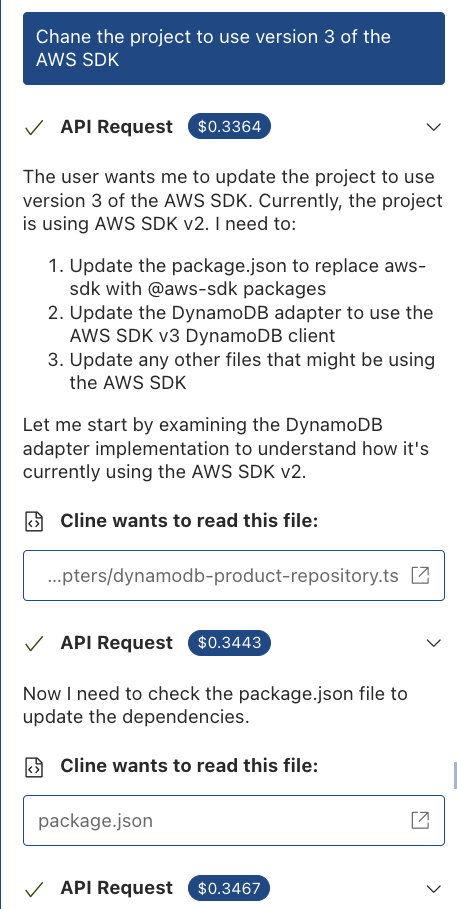 Chane the project to use version 3 of the
AWS SDK
API Request $0.3364
The user wants me to update the project to use
version 3 of the AWS SDK. Currently, the project
is using AWS SDK v2. I need to:
1. Update the package.json to replace aws-
sdk with @aws-sdk packages
2. Update the DynamoDB adapter to use the
AWS SDK v3 DynamoDB client
3. Update any other files that might be using
the AWS SDK
Let me start by examining the DynamoDB
adapter implementation to understand how it's
currently using the AWS SDK v2.
Cline wants to read this file:
...pters/dynamodb-product-repository.ts
API Request $0.3443
Now I need to check the package.json file to
update the dependencies.
Cline wants to read this file:
package.json
API Request $0.3467